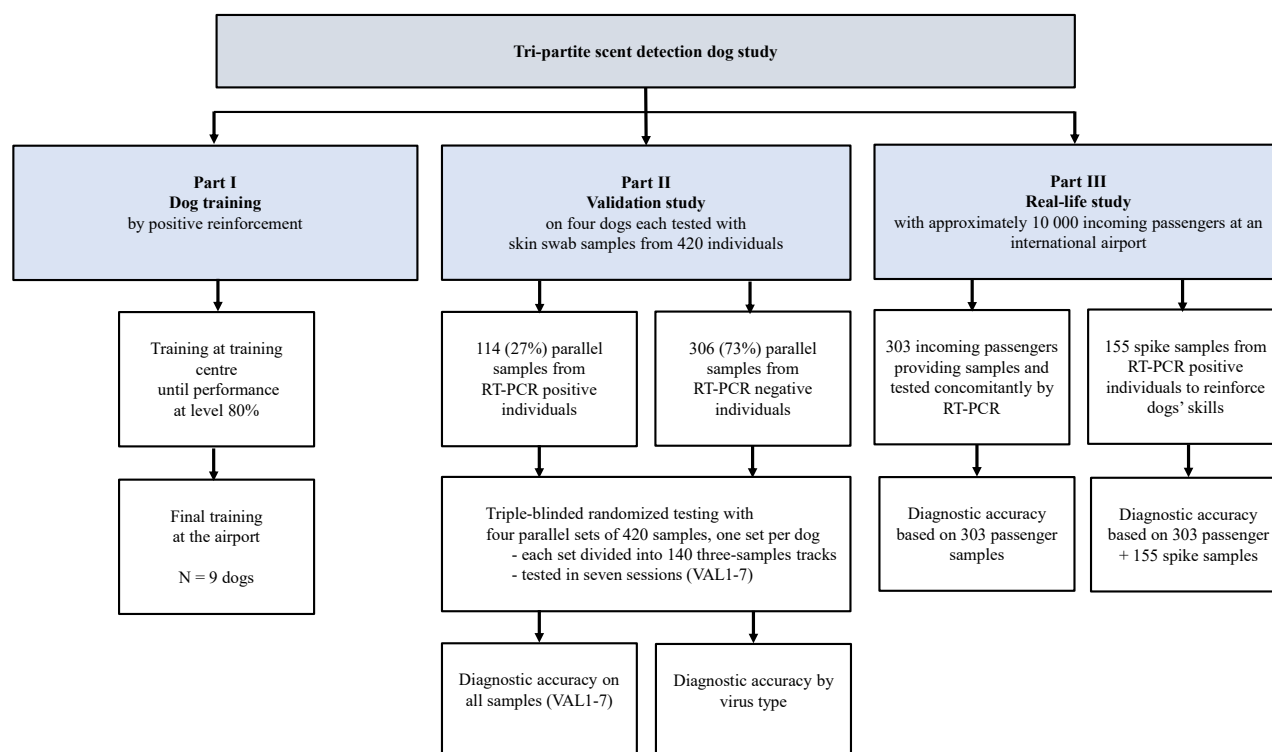 Tri-partite scent detection dog study
Part I
Dog training
by positive reinforcement
Part II
Validation study
on four dogs each tested with
skin swab samples from 420 individuals
Part III
Real-life study
with approximately 10 000 incoming passengers at an
international airport
Training at training
centre
until performance
at level 80%
114 (27%) parallel
samples from
RT-PCR positive
individuals
306 (73%) parallel
samples from
RT-PCR negative
individuals
303 incoming passengers
providing samples and
tested concomitantly by
RT-PCR
155 spike samples from
RT-PCR positive
individuals to reinforce
dogs’ skills
Final training
at the airport
N = 9 dogs
Triple-blinded randomized testing with
four parallel sets of 420 samples, one set per dog
- each set divided into 140 three-samples tracks
- tested in seven sessions (VAL1-7)
Diagnostic accuracy
based on 303 passenger
samples
Diagnostic accuracy
based on 303 passenger
+ 155 spike samples
Diagnostic accuracy on
all samples (VAL1-7)
Diagnostic accuracy by
virus type